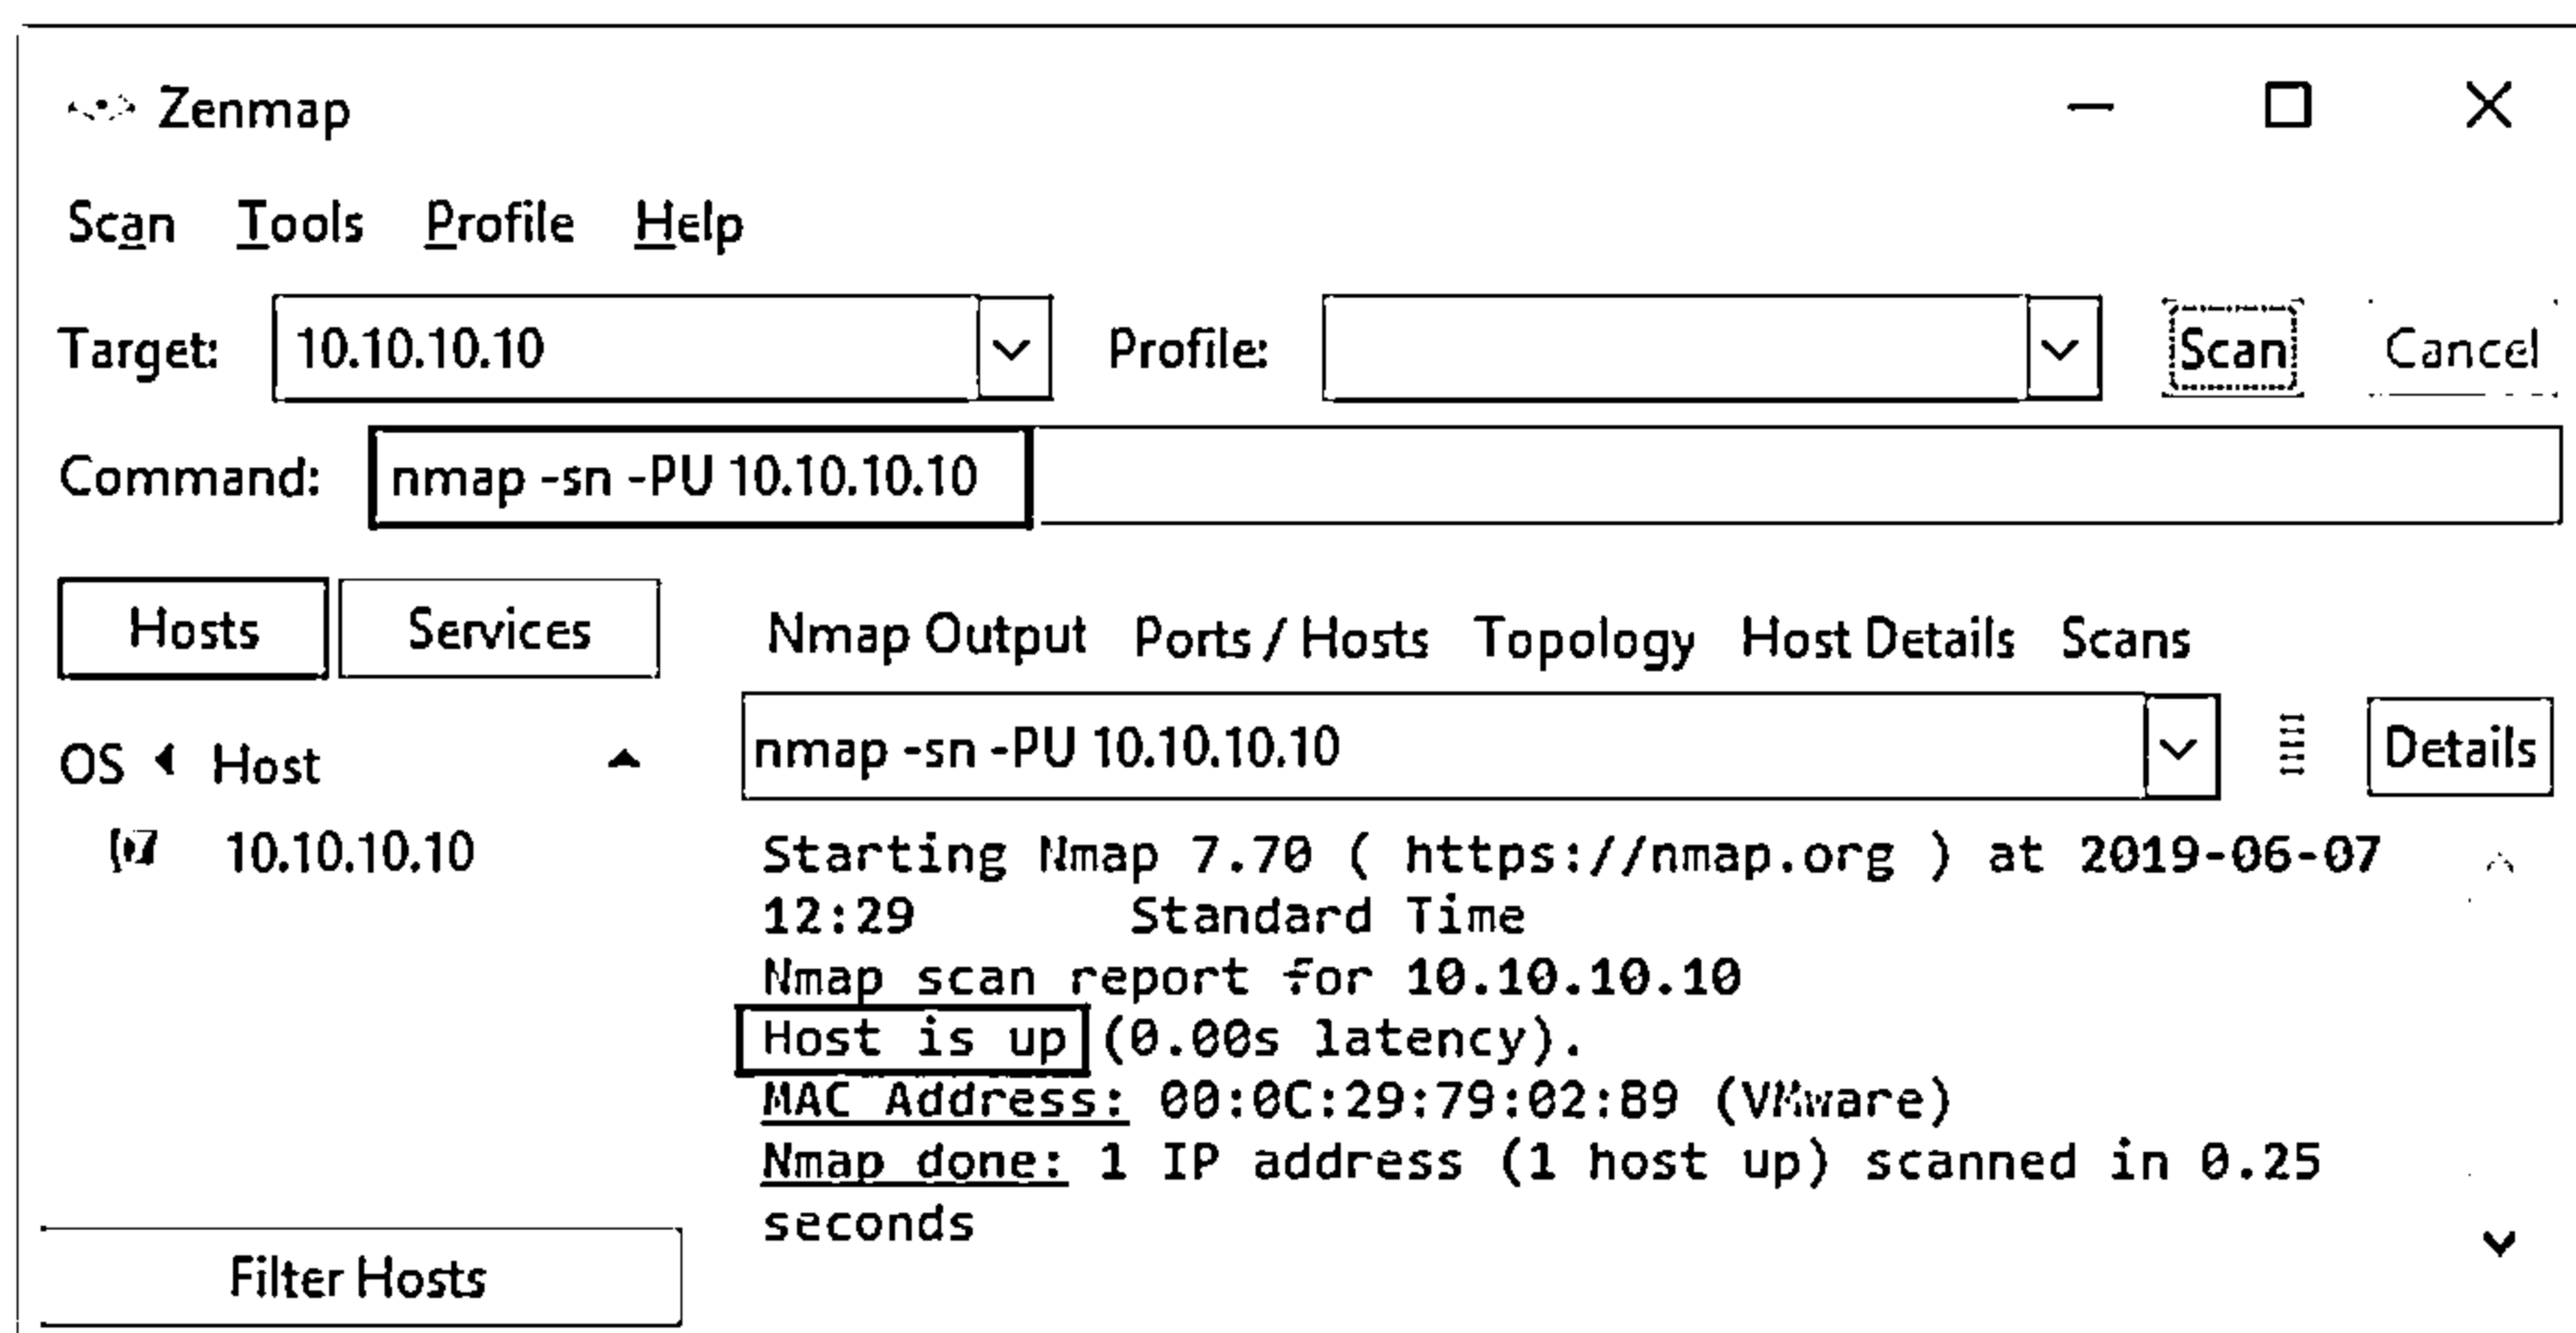 Zenmap
Scan Tools Profile Help
Target: 10.10.10.10 Profile: Scan Cancel
Command: nmap -sn -PU 10.10.10.10
Hosts Services Nmap Output Ports / Hosts Topology Host Details Scans
OS Host nmap -sn -PU 10.10.10.10 Details
10.10.10.10
Starting Nmap 7.70 ( https://nmap.org ) at 2019-06-07
12:29 Standard Time
Nmap scan report for 10.10.10.10
Host is up (0.00s latency).
MAC Address: 00:0C:29:79:02:89 (VMware)
Nmap done: 1 IP address (1 host up) scanned in 0.25
seconds
Filter Hosts